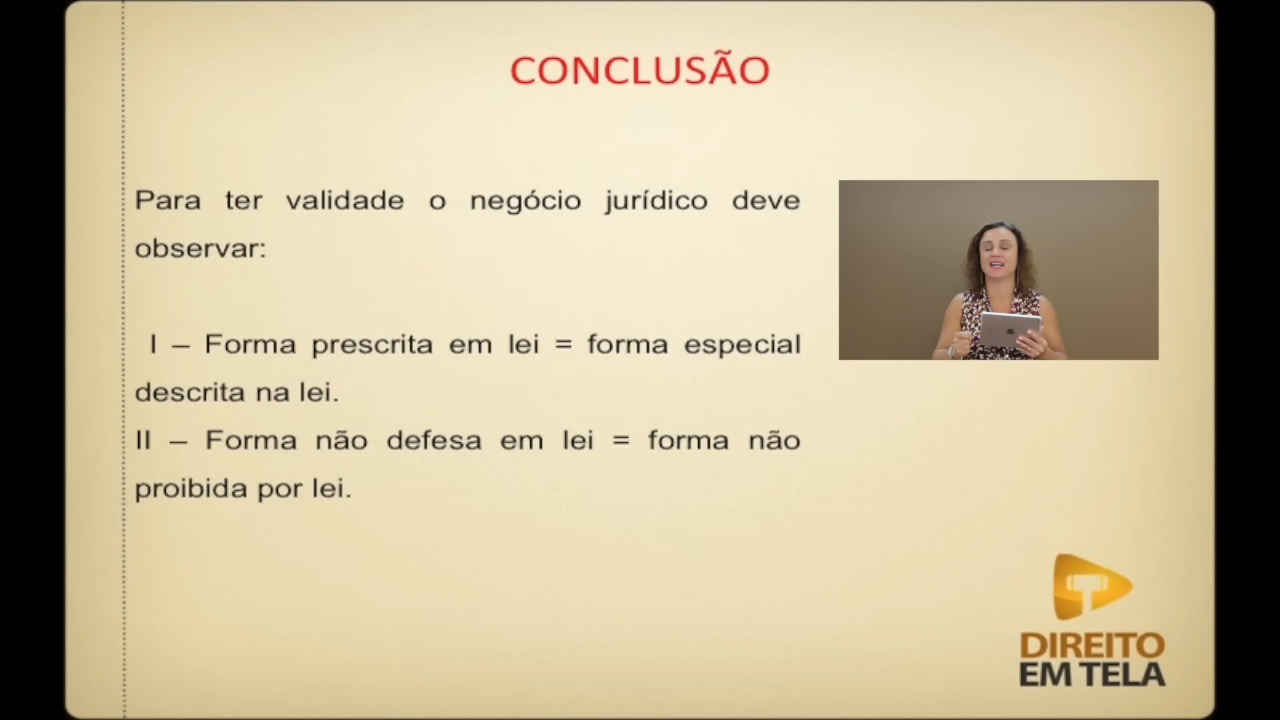 CONCLUSÃO
Para ter validade o negócio jurídico deve
observar:
I – Forma prescrita em lei = forma especial
descrita na lei.
II – Forma não defesa em lei = forma não
proibida por lei.
DIREITO
EM TELA